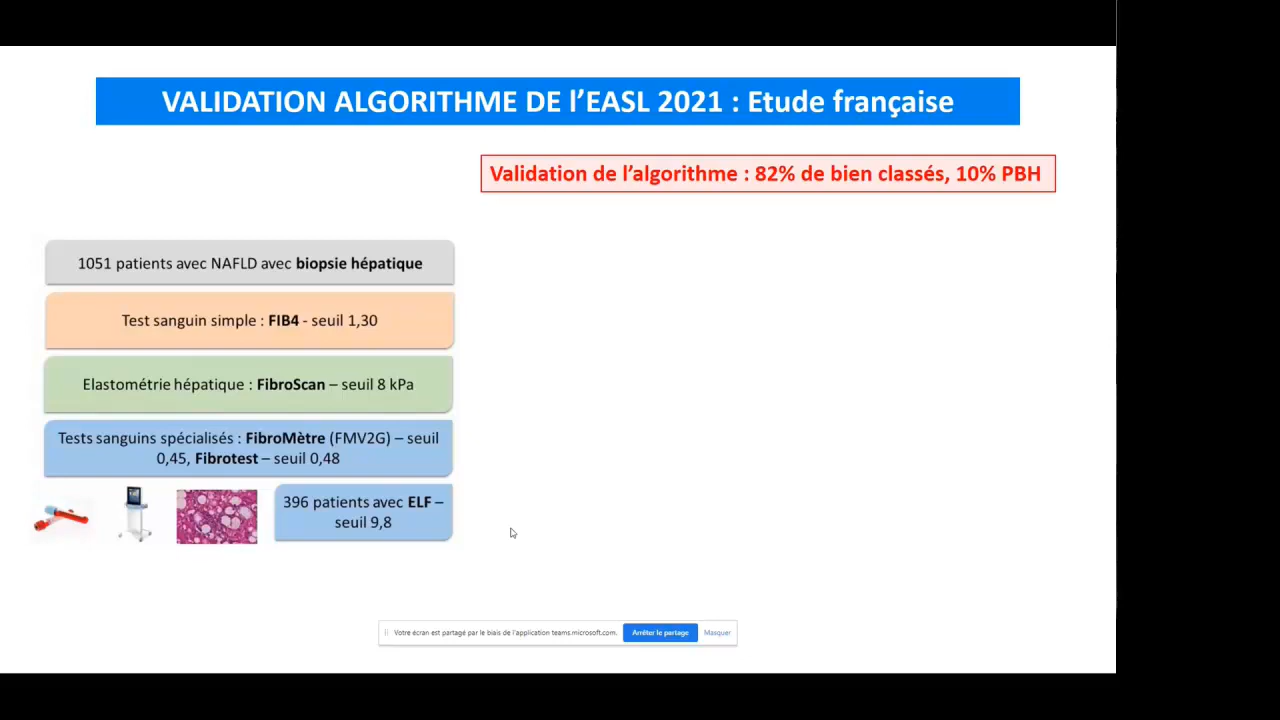 VALIDATION ALGORITHME DE l’EASL 2021 : Etude française
Validation de l’algorithme : 82% de bien classés, 10% PBH
1051 patients avec NAFLD avec biopsie hépatique
Test sanguin simple : FIB4 - seuil 1,30
Elastométrie hépatique : FibroScan – seuil 8 kPa
Tests sanguins spécialisés : FibroMètre (FMV2G) – seuil
0,45, Fibrotest – seuil 0,48
396 patients avec ELF –
seuil 9,8
Votre écran est partagé par le biais de l'application teams.microsoft.com.
Arrêter le partage
Masquer